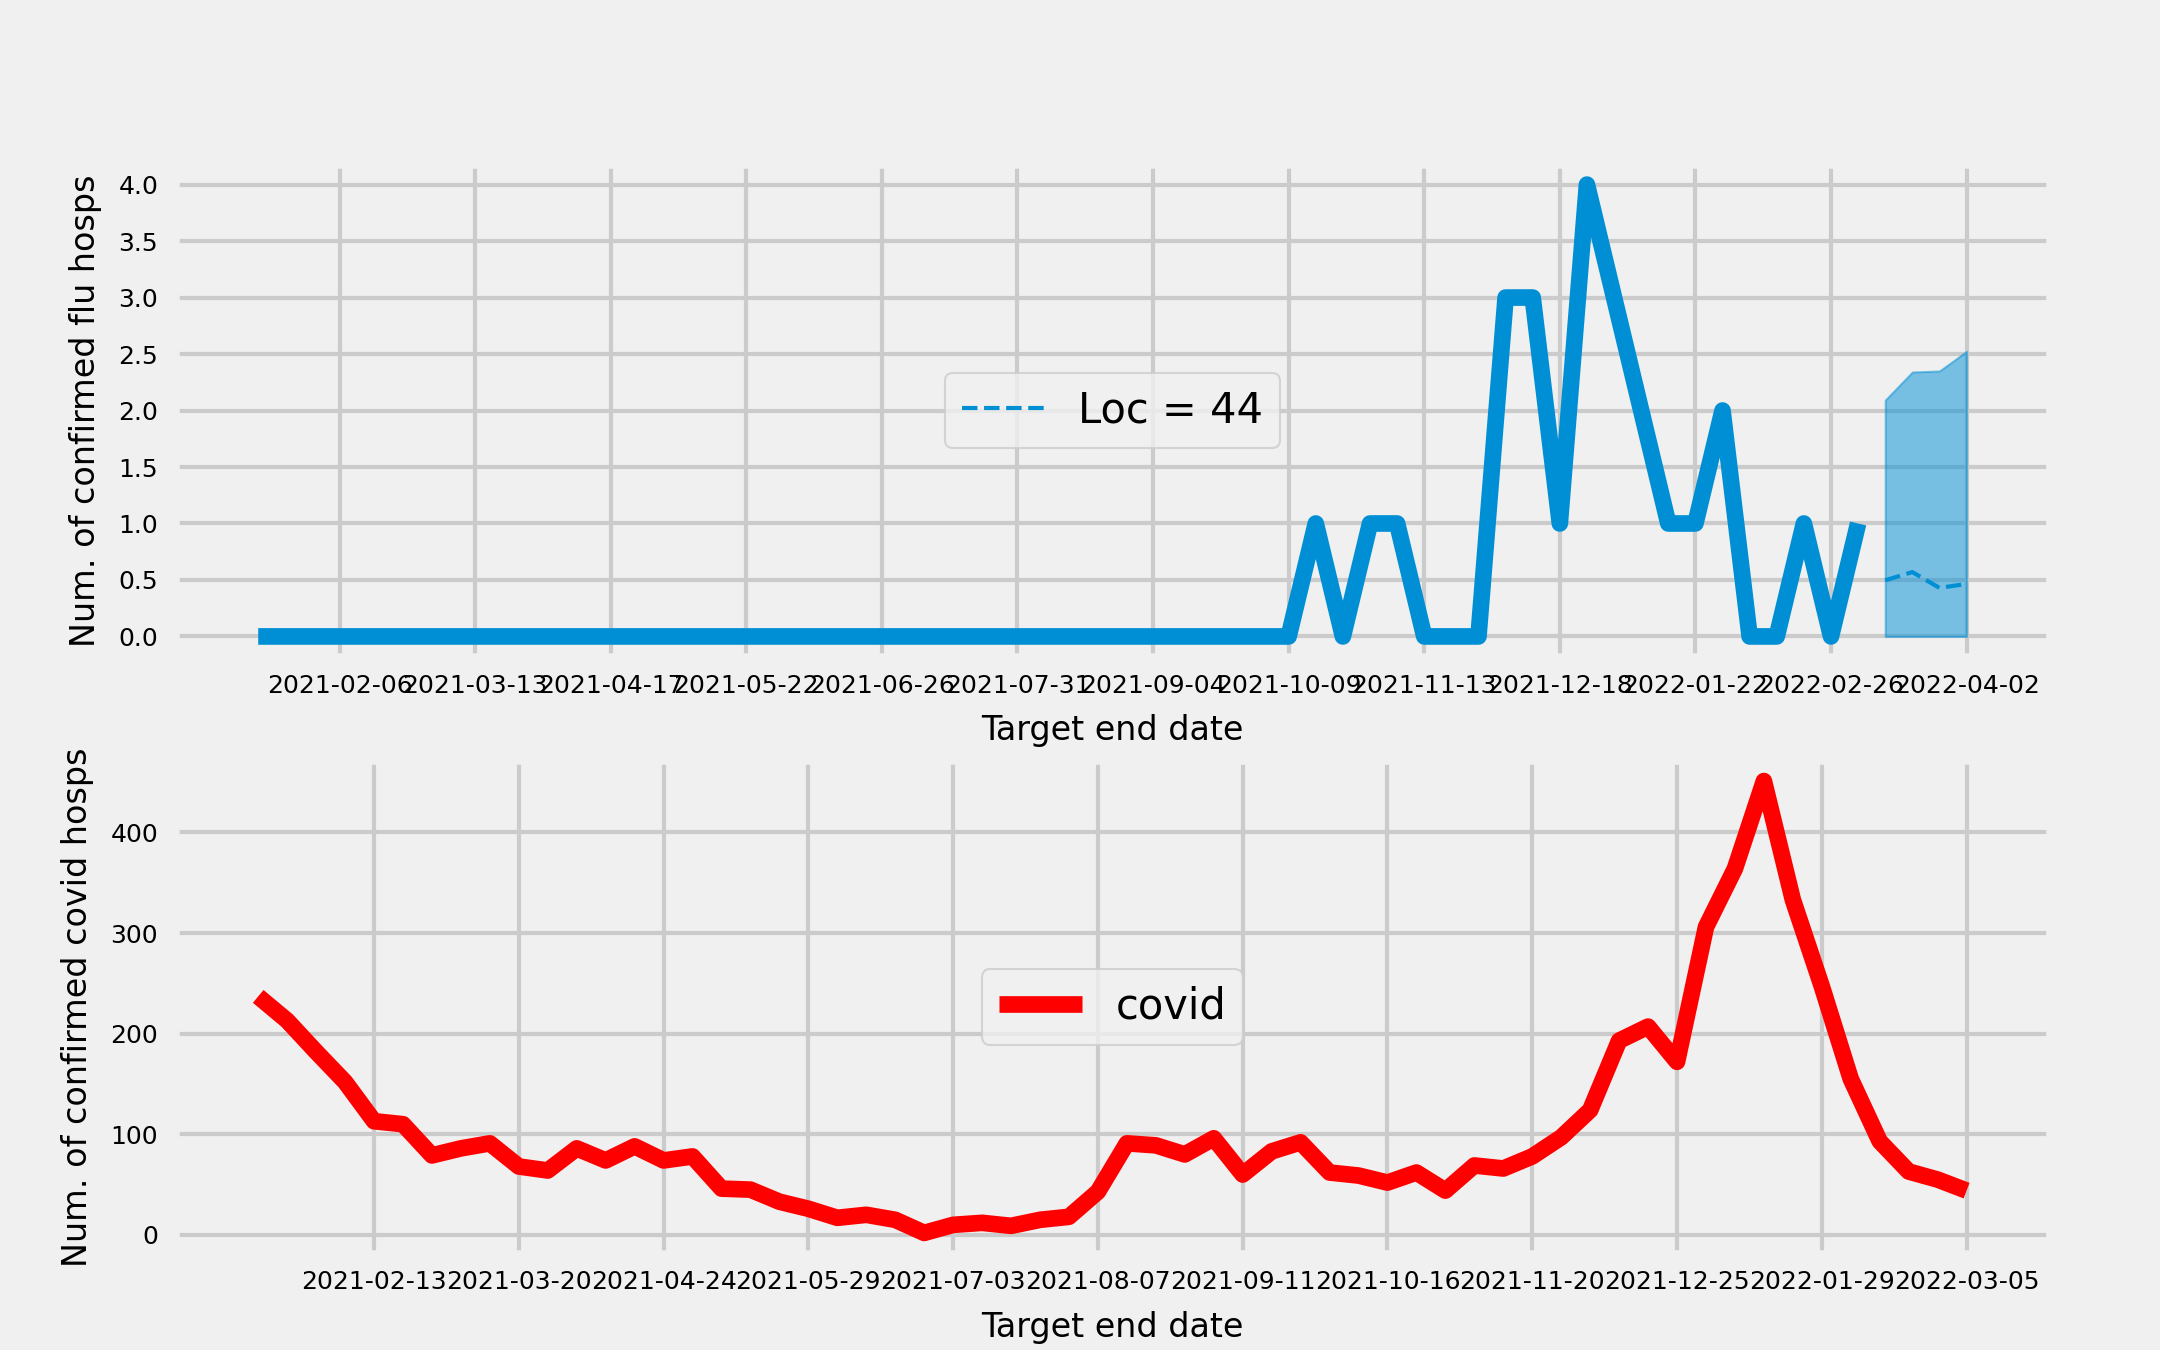 Num. of confirmed flu hosps
4.0
3.5
3.0
2.5
2.0
1.5
1.0
0.5
0.0
Loc = 44
2021-02-06 2021-03-13 2021-04-17 2021-05-22 2021-06-26 2021-07-31 2021-09-04 2021-10-09 2021-11-13 2021-12-18 2022-01-22 2022-02-26 2022-04-02
Target end date
Num. of confirmed covid hosps
400
300
200
100
0
covid
2021-02-13 2021-03-20 2021-04-24 2021-05-29 2021-07-03 2021-08-07 2021-09-11 2021-10-16 2021-11-20 2021-12-25 2022-01-29 2022-03-05
Target end date